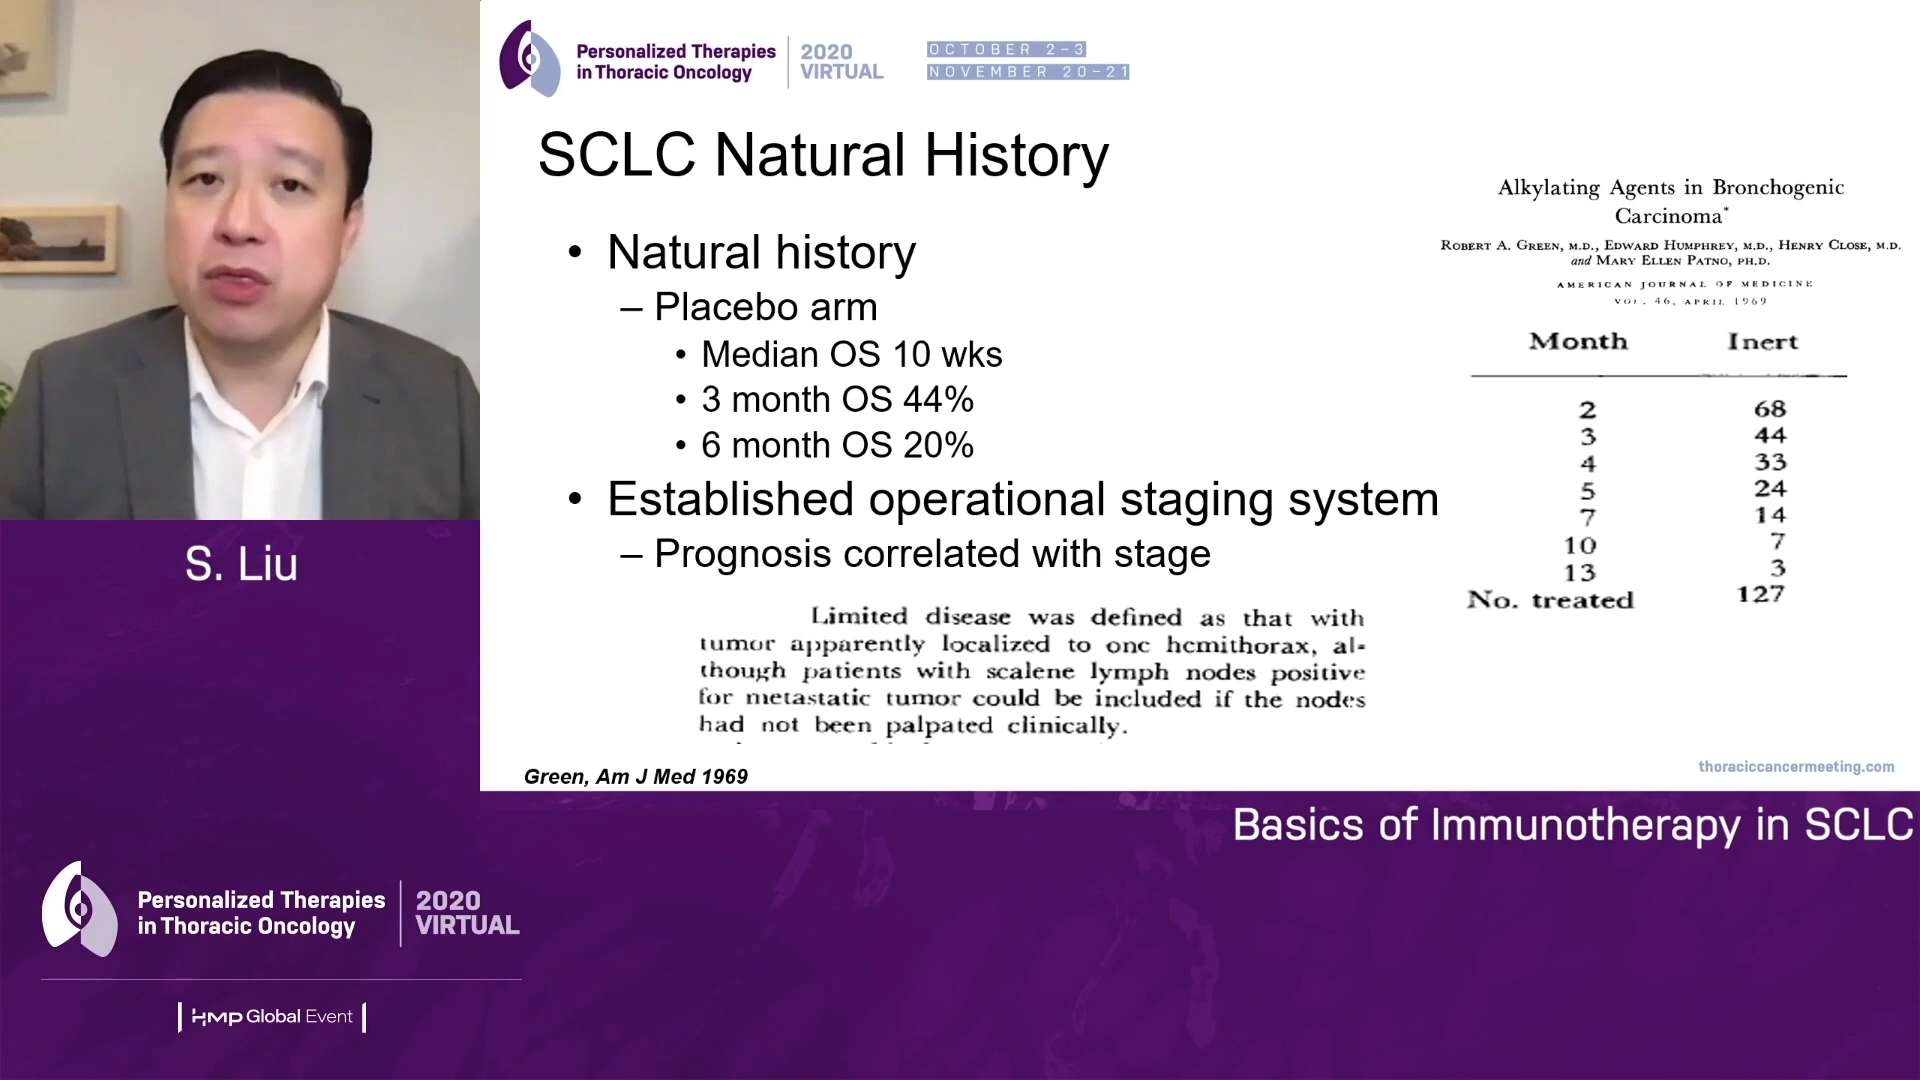 Personalized Therapies
in Thoracic Oncology
2020
VIRTUAL
OCTOBER 2-3
NOVEMBER 20-21
SCLC Natural History
• Natural history
– Placebo arm
• Median OS 10 wks
• 3 month OS 44%
• 6 month OS 20%
• Established operational staging system
– Prognosis correlated with stage
Limited disease was defined as that with
tumor apparently localized to one hemithorax, al-
though patients with scalene lymph nodes positive
for metastatic tumor could be included if the nodes
had not been palpated clinically.
Green, Am J Med 1969
Alkylating Agents in Bronchogenic
Carcinoma*
ROBERT A. GREEN, M.D., EDWARD HUMPHREY, M.D., HENRY CLOSE, M.D.
and MARY ELLEN PATNO, PH.D.
AMERICAN JOURNAL OF MEDICINE
VOL. 46, APRIL 1969
Month Inert
2 68
3 44
4 33
5 24
7 14
10 7
13 3
No. treated 127
thoraciccancermeeting.com
S. Liu
Basics of Immunotherapy in SCLC
Personalized Therapies
in Thoracic Oncology
2020
VIRTUAL
HMP Global Event